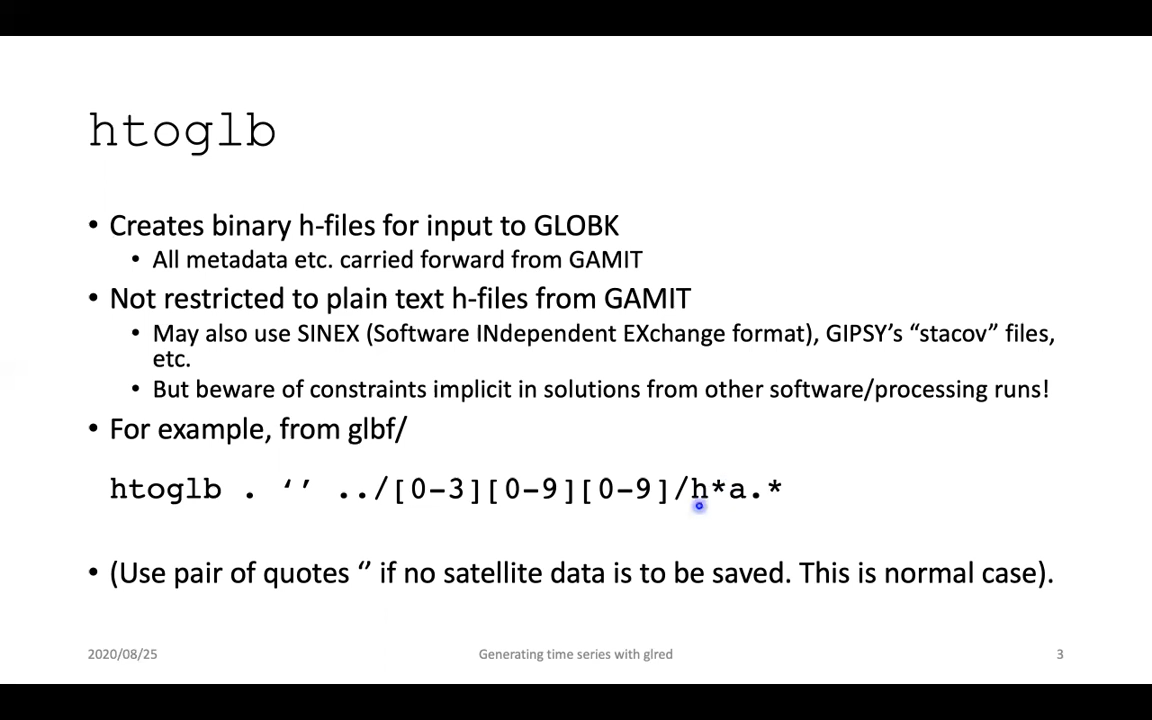 htoglb
• Creates binary h-files for input to GLOBK
• All metadata etc. carried forward from GAMIT
• Not restricted to plain text h-files from GAMIT
• May also use SINEX (Software INdependent EXchange format), GIPSY’s “stacov” files,
etc.
• But beware of constraints implicit in solutions from other software/processing runs!
• For example, from glbf/
htoglb . ‘’ ../[0-3][0-9][0-9]/h*a.*
• (Use pair of quotes ‘’ if no satellite data is to be saved. This is normal case).
2020/08/25 Generating time series with glred 3